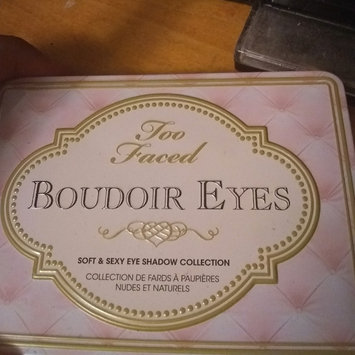 Too
Faced
BOUDOIR EYES
SOFT & SEXY EYE SHADOW COLLECTION
COLLECTION DE FARDS À PAUPIÈRES
NUDES ET NATURELS